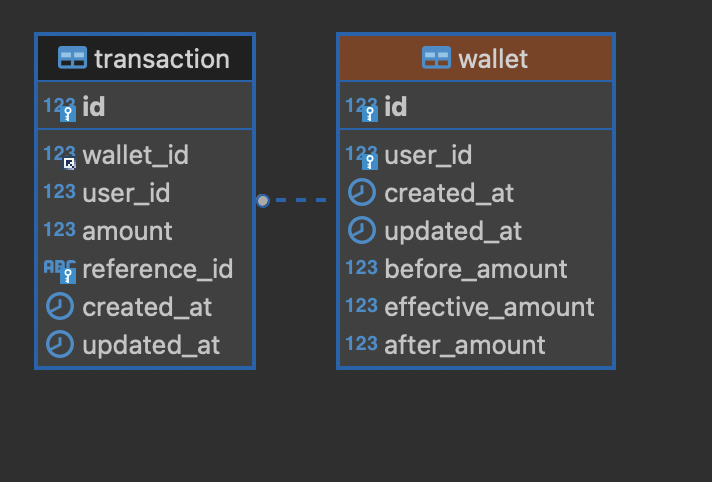 transaction
123 id
123 wallet_id
123 user_id
123 amount
ABC reference_id
created_at
updated_at
wallet
123 id
123 user_id
created_at
updated_at
123 before_amount
123 effective_amount
123 after_amount